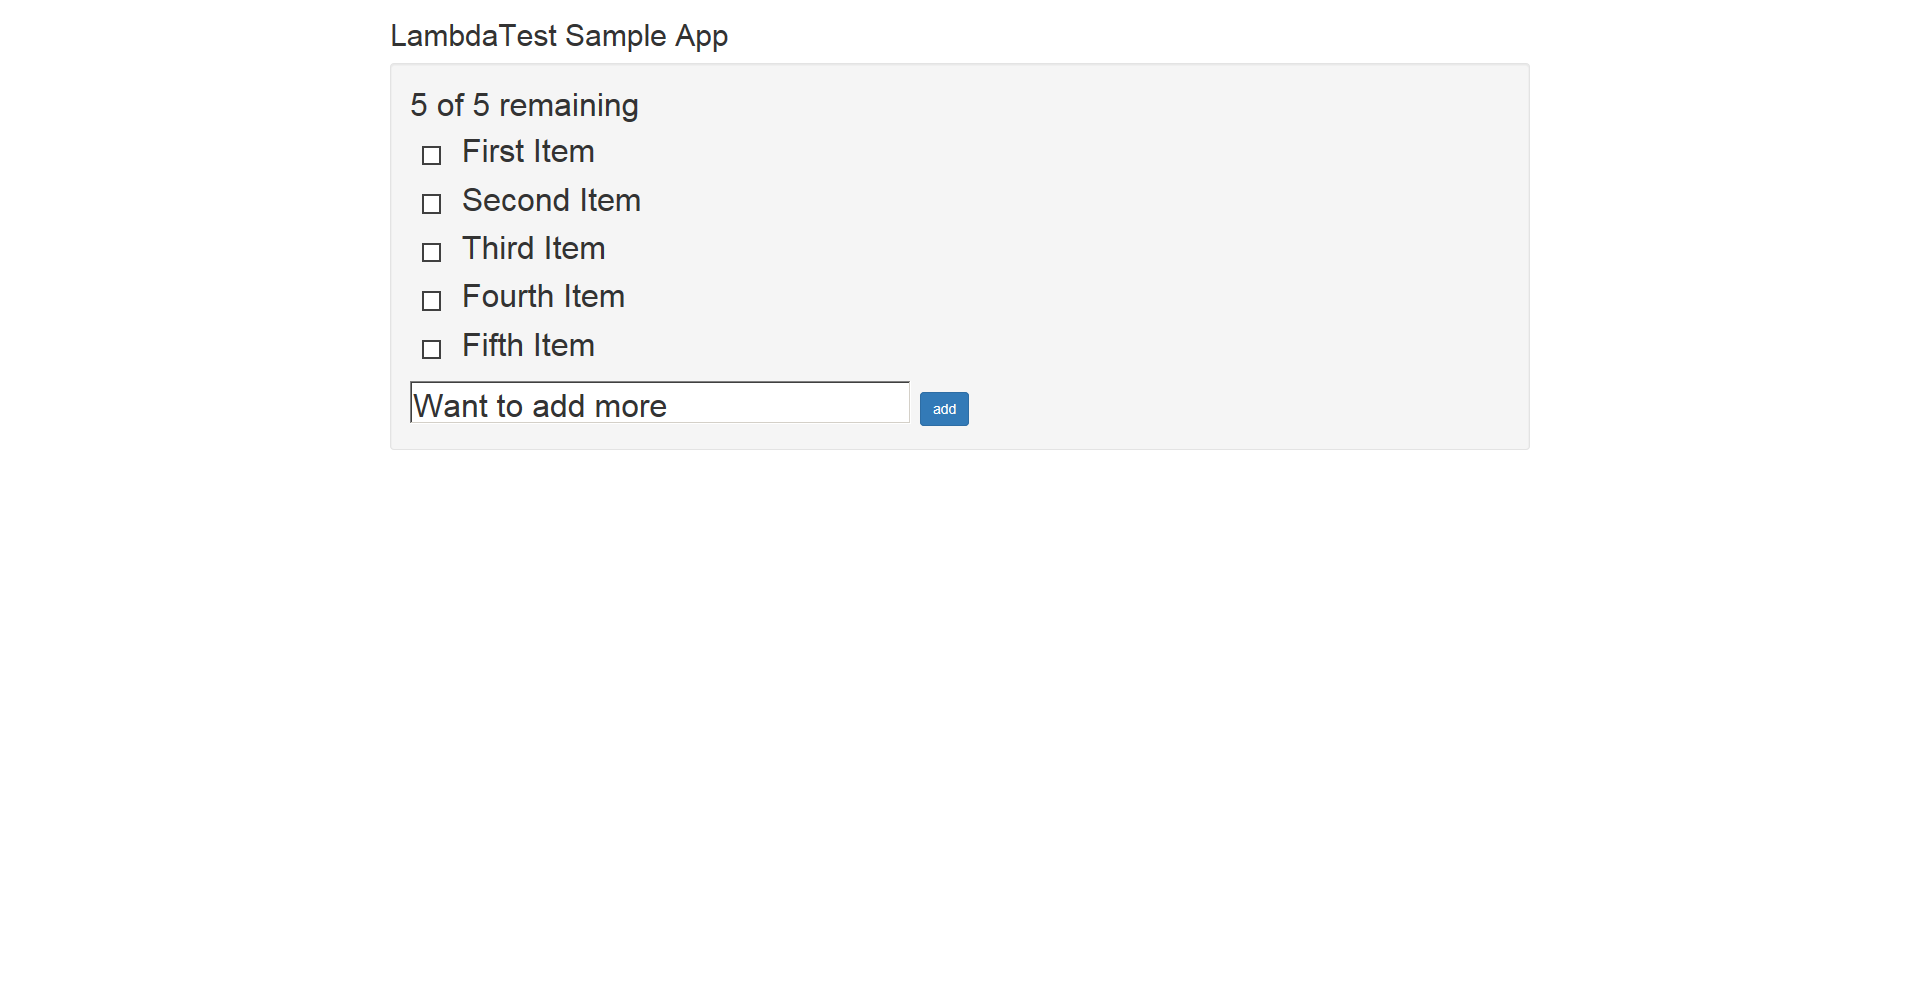 LambdaTest Sample App
5 of 5 remaining
First Item
Second Item
Third Item
Fourth Item
Fifth Item
Want to add more
add